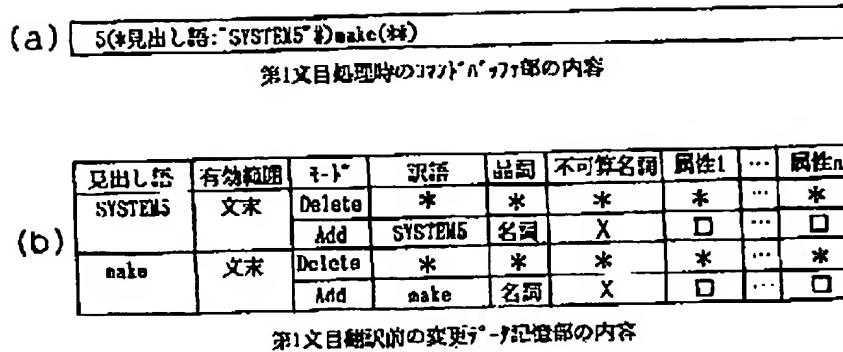 (a) 5(*見出し語:"SYSTEM5"#)make(**)
第1文目処理時のコマンドバッファ部の内容
見出し語 有効範囲 モード 訳語 品詞 不可算名詞 属性1 … 属性n
SYSTEM5 文末 Delete * * * * … *
(b) Add SYSTEM5 名詞 X □ … □
make 文末 Delete * * * * … *
Add make 名詞 X □ … □
第1文目翻訳前の変更データ記憶部の内容